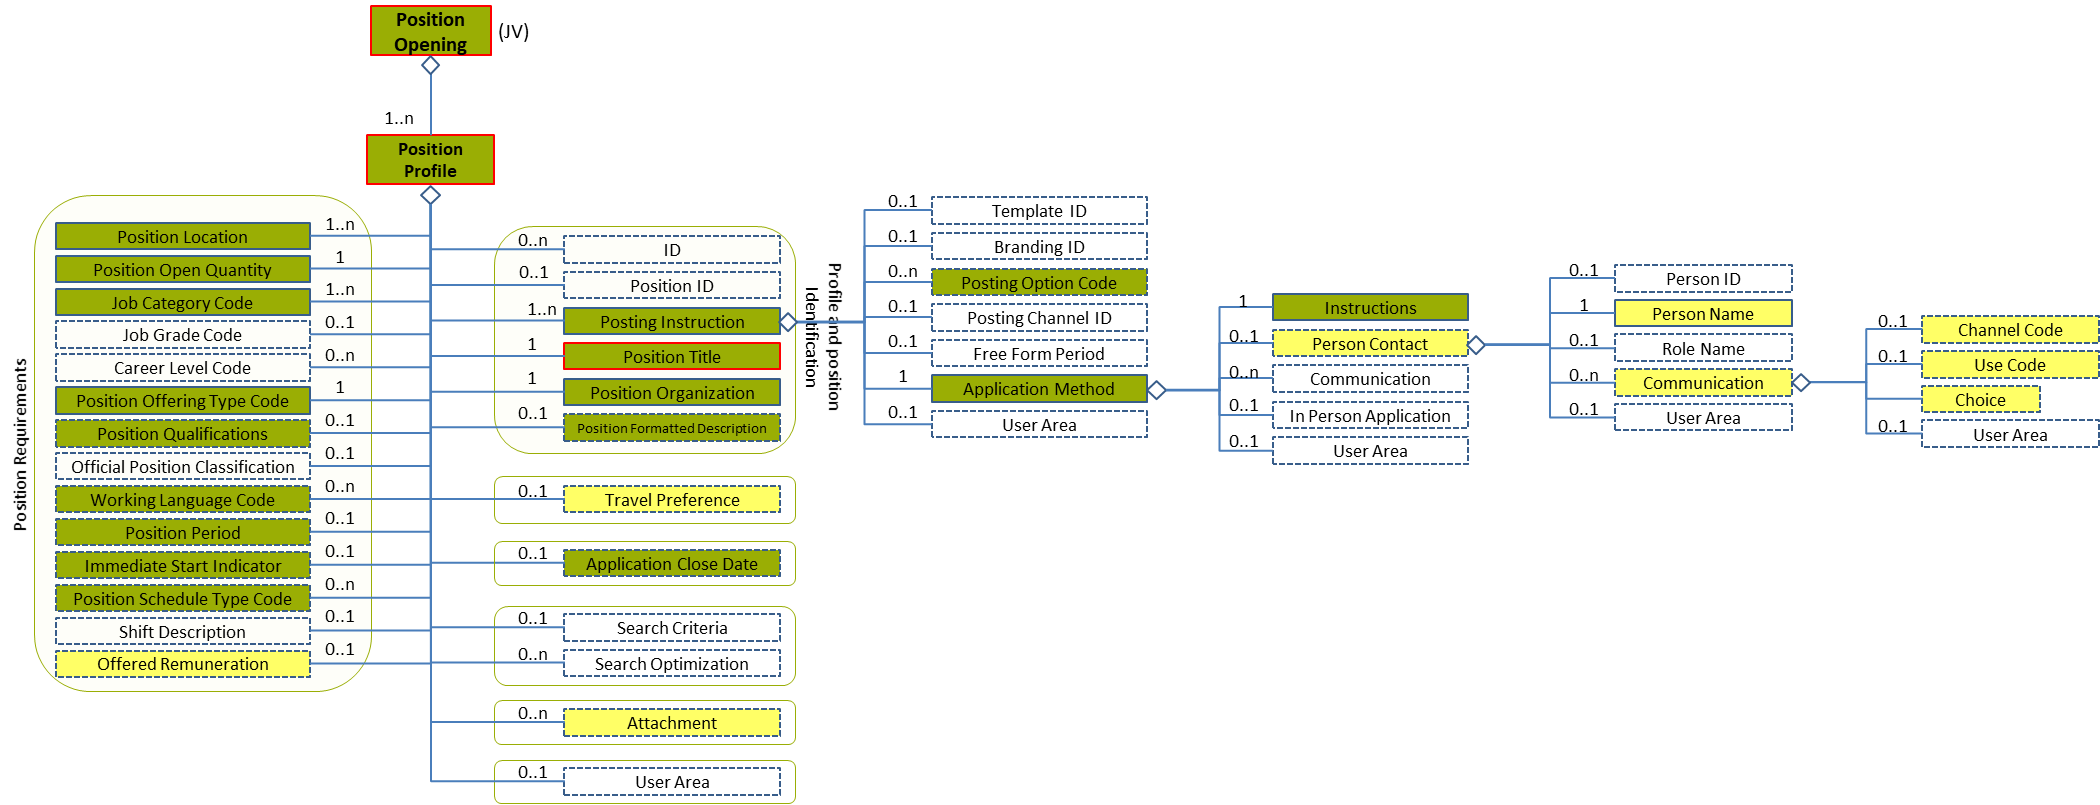 Position
Opening
(JV)
1..n
Position
Profile
Position Requirements
Position Location
1..n
Position Open Quantity
1
Job Category Code
1..n
Job Grade Code
0..1
Career Level Code
0..n
Position Offering Type Code
1
Position Qualifications
0..1
Official Position Classification
0..1
Working Language Code
0..n
Position Period
0..1
Immediate Start Indicator
0..1
Position Schedule Type Code
0..n
Shift Description
0..1
Offered Remuneration
0..1
0..n
ID
0..1
Position ID
1..n
Posting Instruction
1
Position Title
1
Position Organization
0..1
Position Formatted Description
Profile and position
Identification
0..1
Travel Preference
0..1
Application Close Date
0..1
Search Criteria
0..n
Search Optimization
0..n
Attachment
0..1
User Area
0..1
Template ID
0..1
Branding ID
0..n
Posting Option Code
0..1
Posting Channel ID
0..1
Free Form Period
1
Application Method
0..1
User Area
1
Instructions
0..1
Person Contact
0..n
Communication
0..1
In Person Application
0..1
User Area
0..1
Person ID
1
Person Name
0..1
Role Name
0..n
Communication
0..1
User Area
0..1
Channel Code
0..1
Use Code
Choice
0..1
User Area